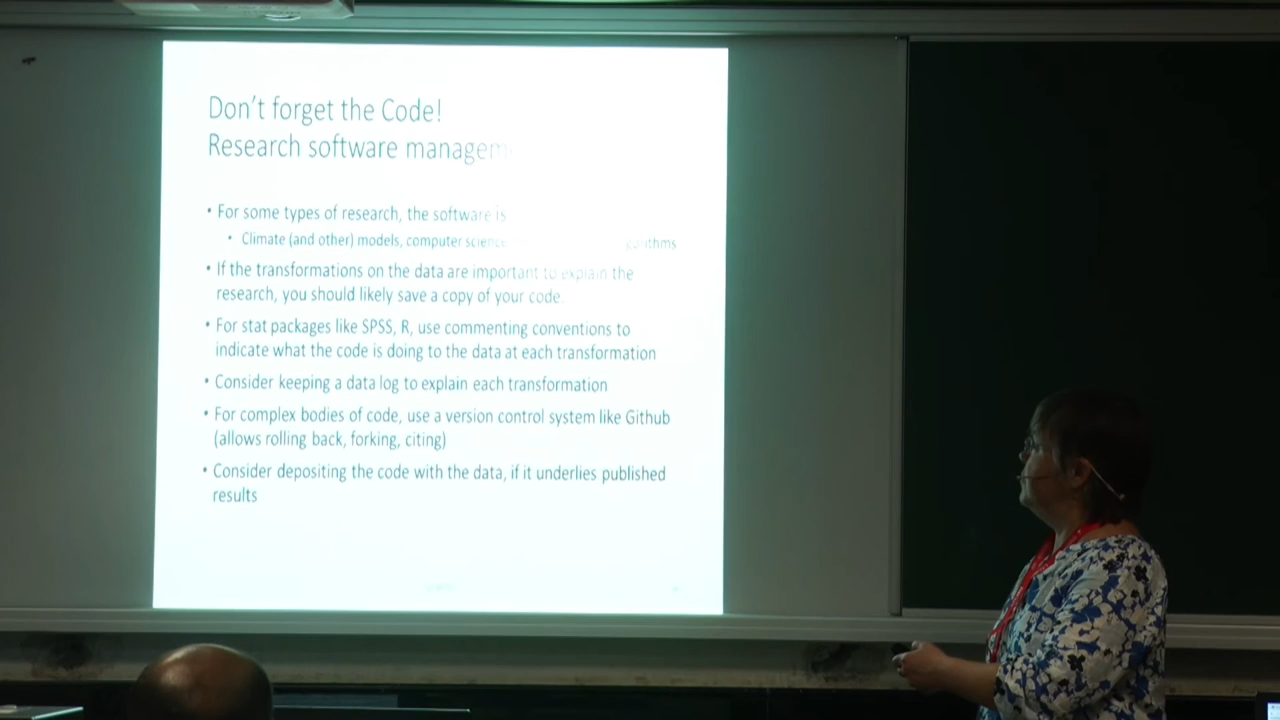 Don't forget the Code!
Research software managem
• For some types of research, the software is
• Climate (and other) models, computer science
• If the transformations on the data are important to explain the
research, you should likely save a copy of your code.
• For stat packages like SPSS, R, use commenting conventions to
indicate what the code is doing to the data at each transformation
• Consider keeping a data log to explain each transformation
• For complex bodies of code, use a version control system like Github
(allows rolling back, forking, citing)
• Consider depositing the code with the data, if it underlies published
results